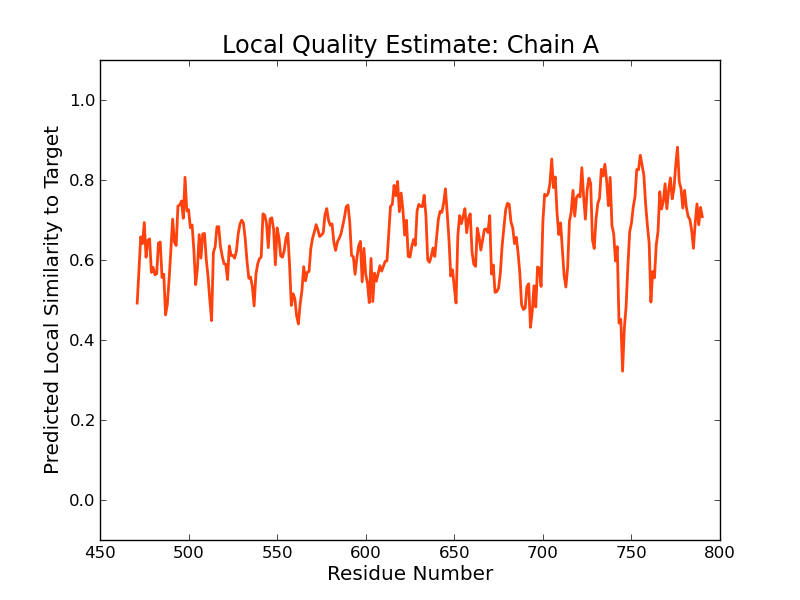 Local Quality Estimate: Chain A
Predicted Local Similarity to Target
1.0
0.8
0.6
0.4
0.2
0.0
450 500 550 600 650 700 750 800
Residue Number